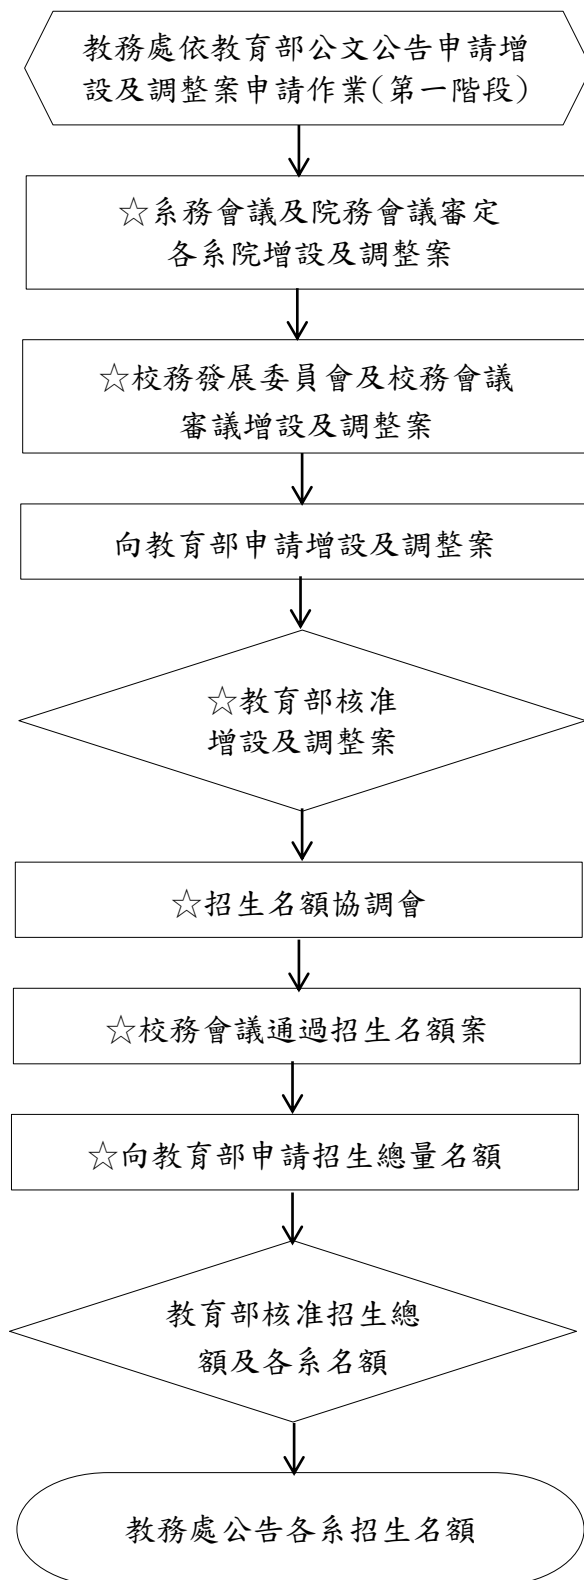 教務處依教育部公文公告申請增
設及調整案申請作業(第一階段)
☆系務會議及院務會議審定
各系院增設及調整案
☆校務發展委員會及校務會議
審議增設及調整案
向教育部申請增設及調整案
☆教育部核准
增設及調整案
☆招生名額協調會
☆校務會議通過招生名額案
☆向教育部申請招生總量名額
教育部核准招生總
額及各系名額
教務處公告各系招生名額